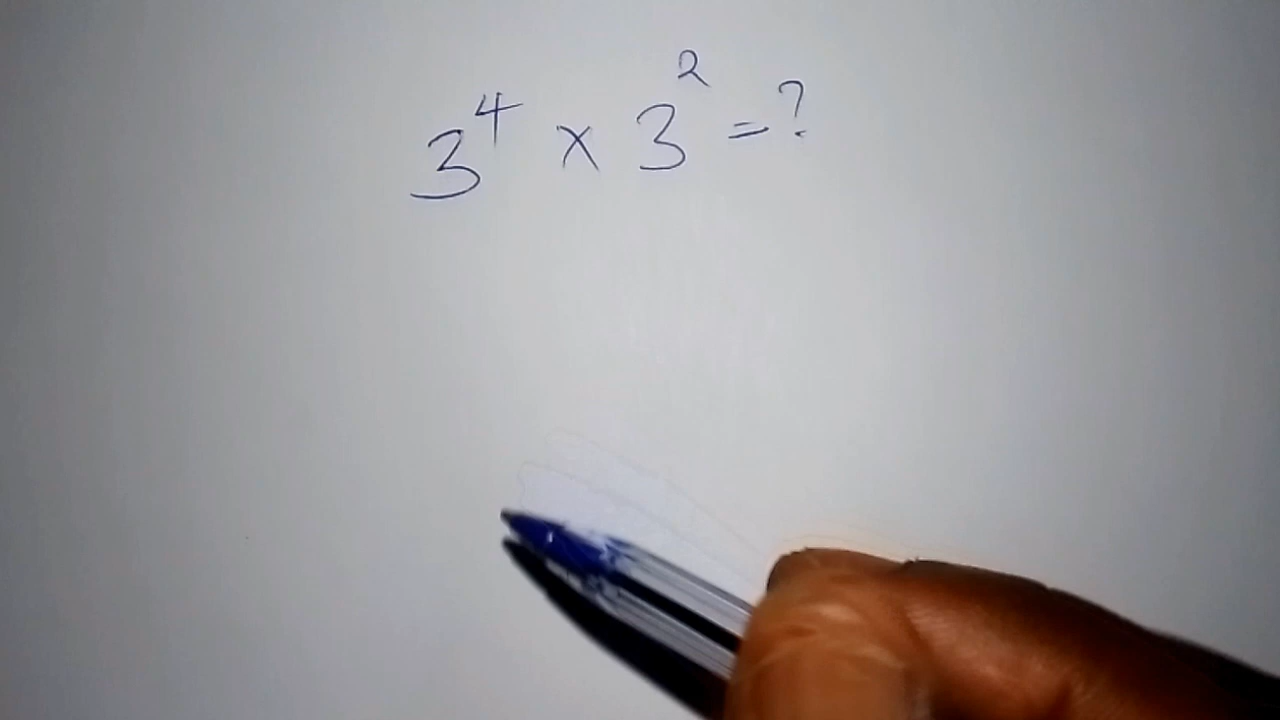 3⁴ × 3² = ?